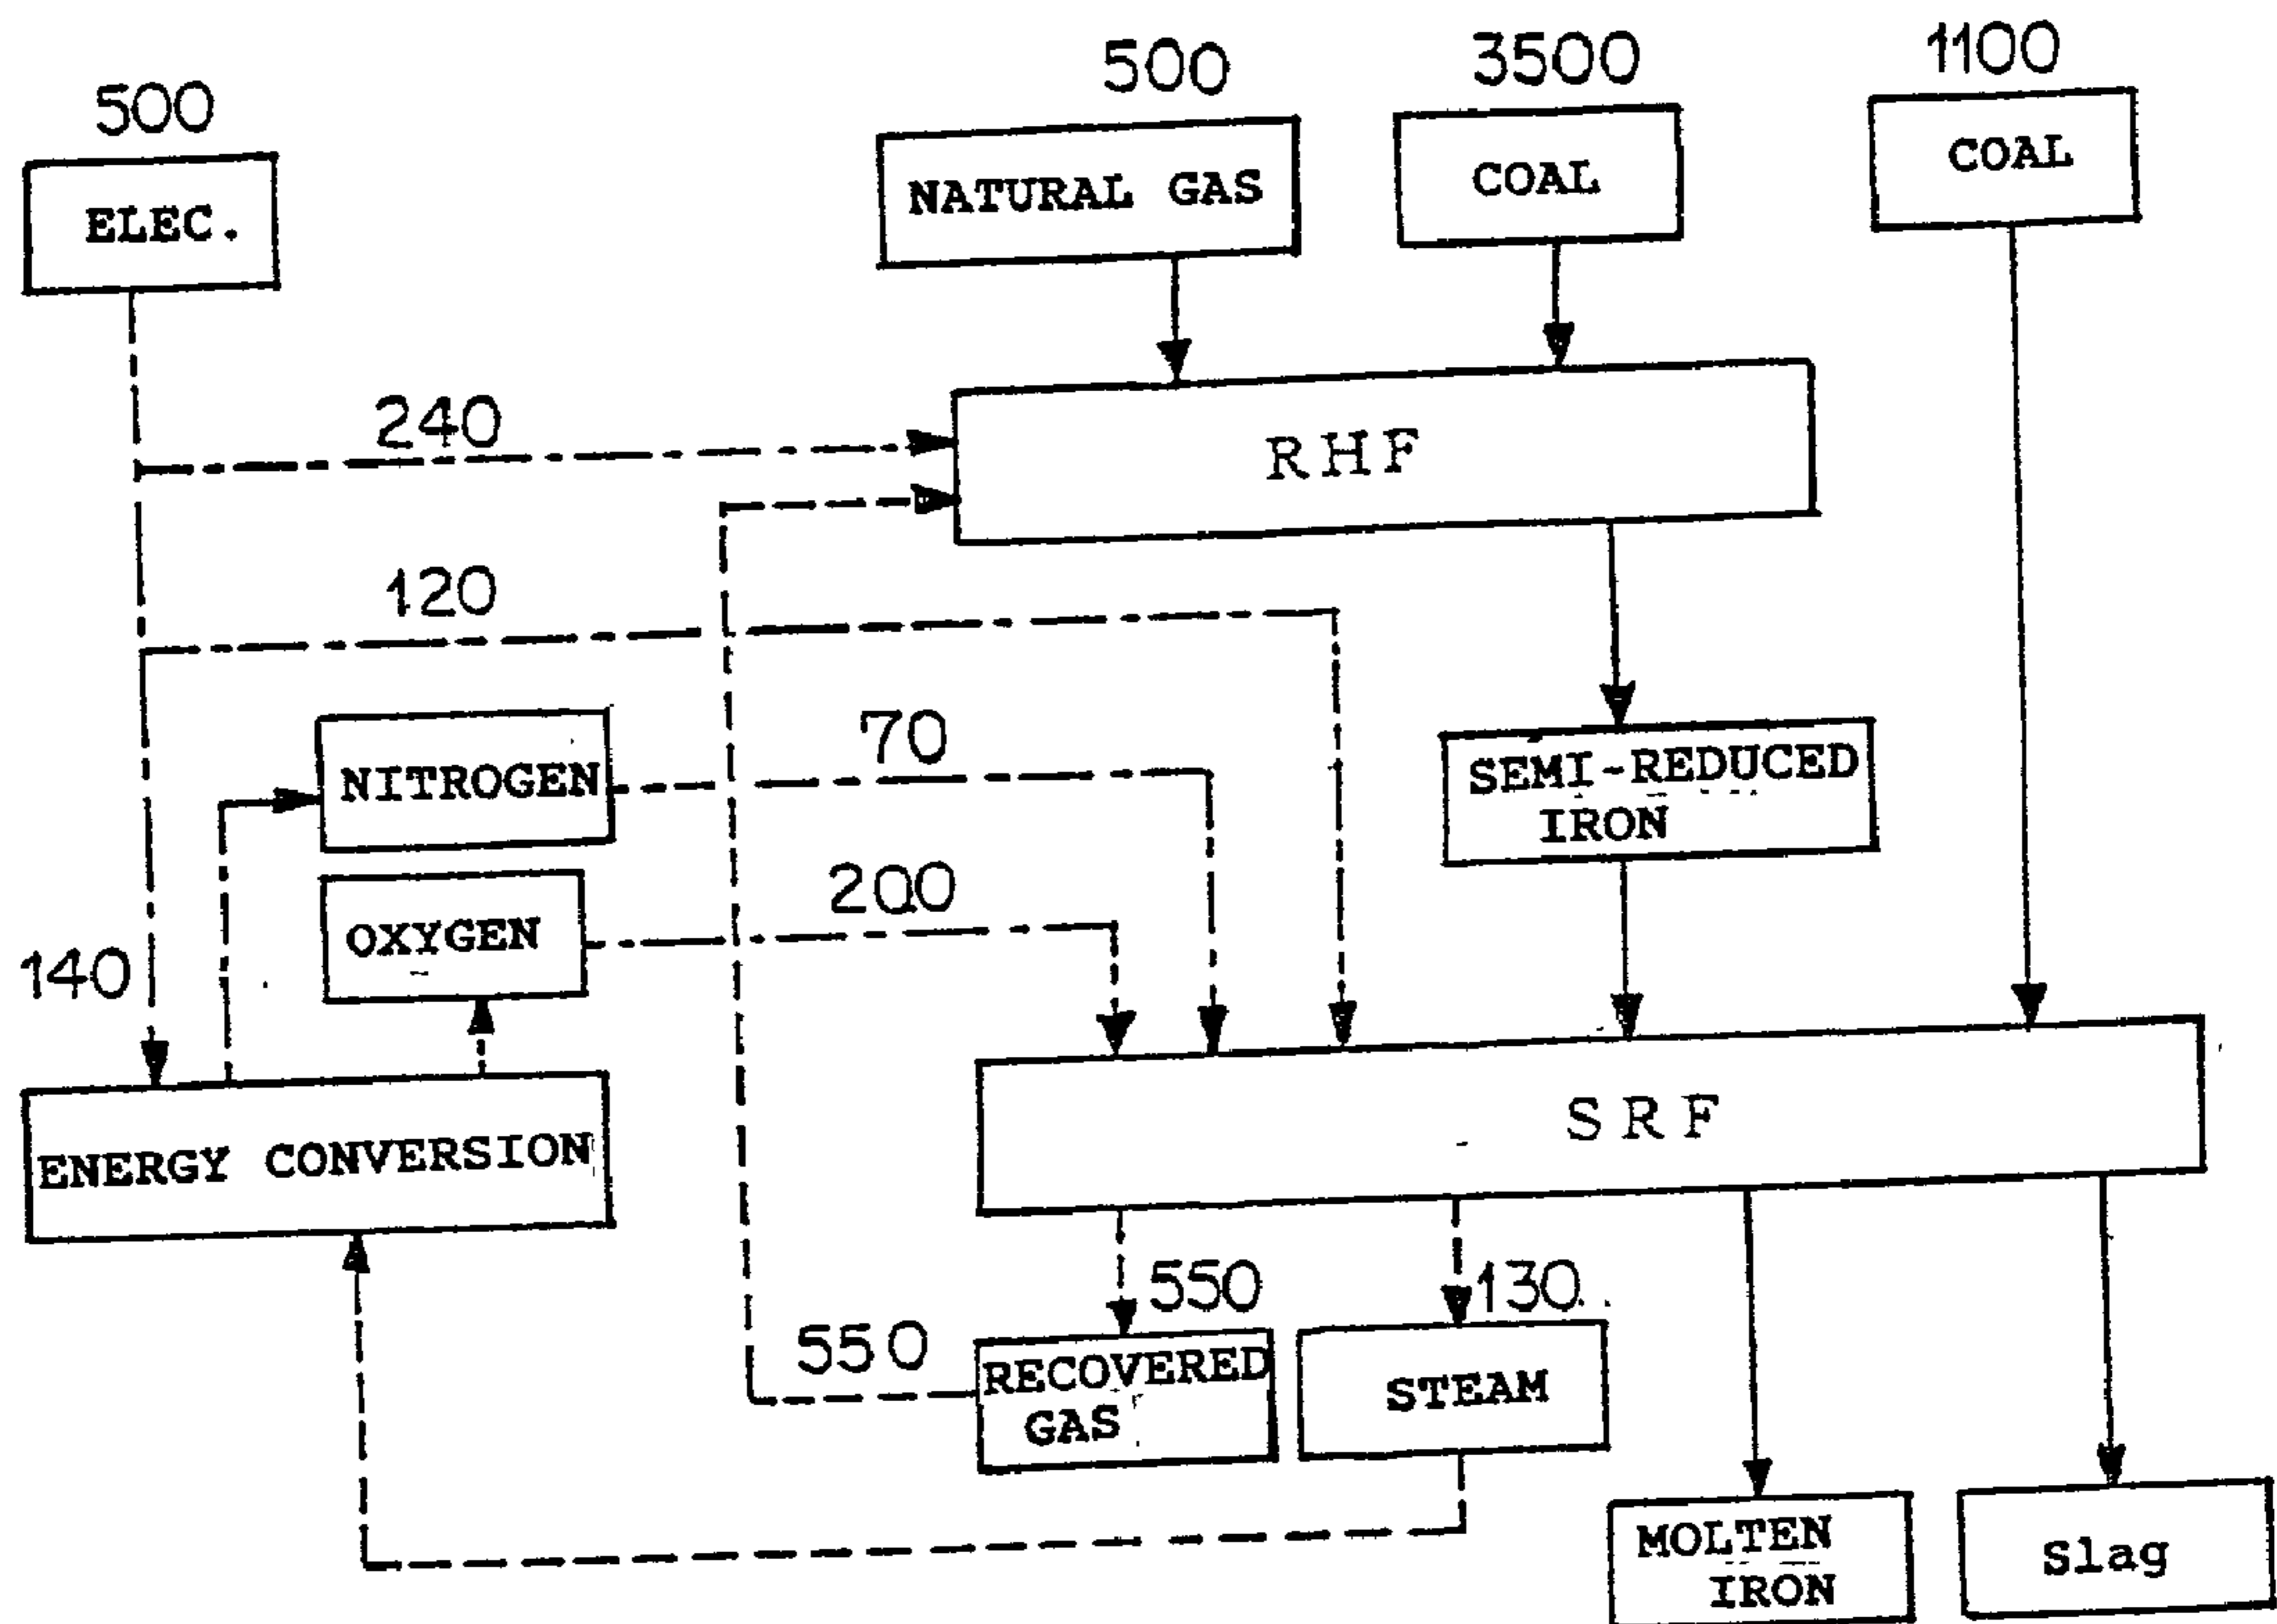 500
3500
1100
500
ELEC.
NATURAL GAS
COAL
COAL
240
RHF
120
NITROGEN
70
SEMI-REDUCED
IRON
OXYGEN
200
140
ENERGY CONVERSION
SRF
550
130
550
RECOVERED
GAS
STEAM
MOLTEN
IRON
Slag